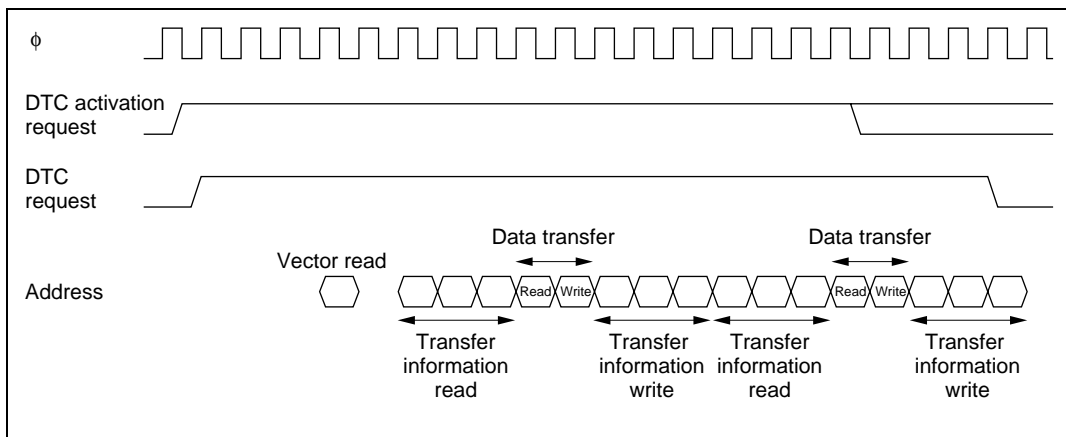 φ
DTC activation
request
DTC
request
Data transfer
Data transfer
Vector read
Address
Read
Write
Read
Write
Transfer
information
read
Transfer
information
write
Transfer
information
read
Transfer
information
write